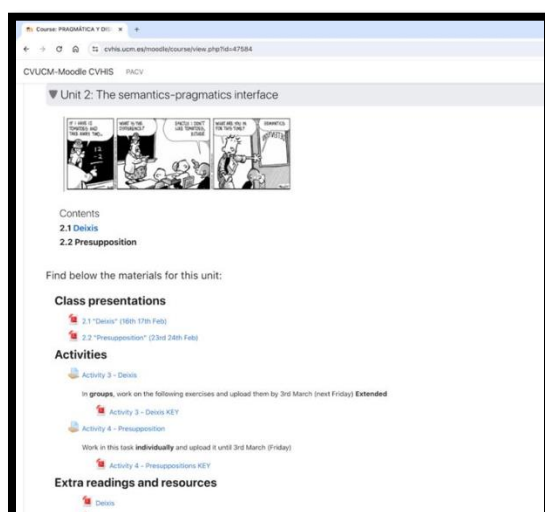 Course: PRAGMÁTICA Y DIS
cvhis.ucm.es/moodle/course/view.php?id=47584
CVUCM-Moodle CVHIS PACV
Unit 2: The semantics-pragmatics interface
SEMANTICS.
Contents
2.1 Deixis
2.2 Presupposition
Find below the materials for this unit:
Class presentations
2.1 "Deixis" (16th 17th Feb)
2.2 "Presupposition" (23rd 24th Feb)
Activities
Activity 3 - Deixis
In groups, work on the following exercises and upload them by 3rd March (next Friday) Extended
Activity 3 - Deixis KEY
Activity 4 - Presupposition
Work in this task individually and upload it until 3rd March (Friday)
Activity 4 - Presuppositions KEY
Extra readings and resources
Deixis